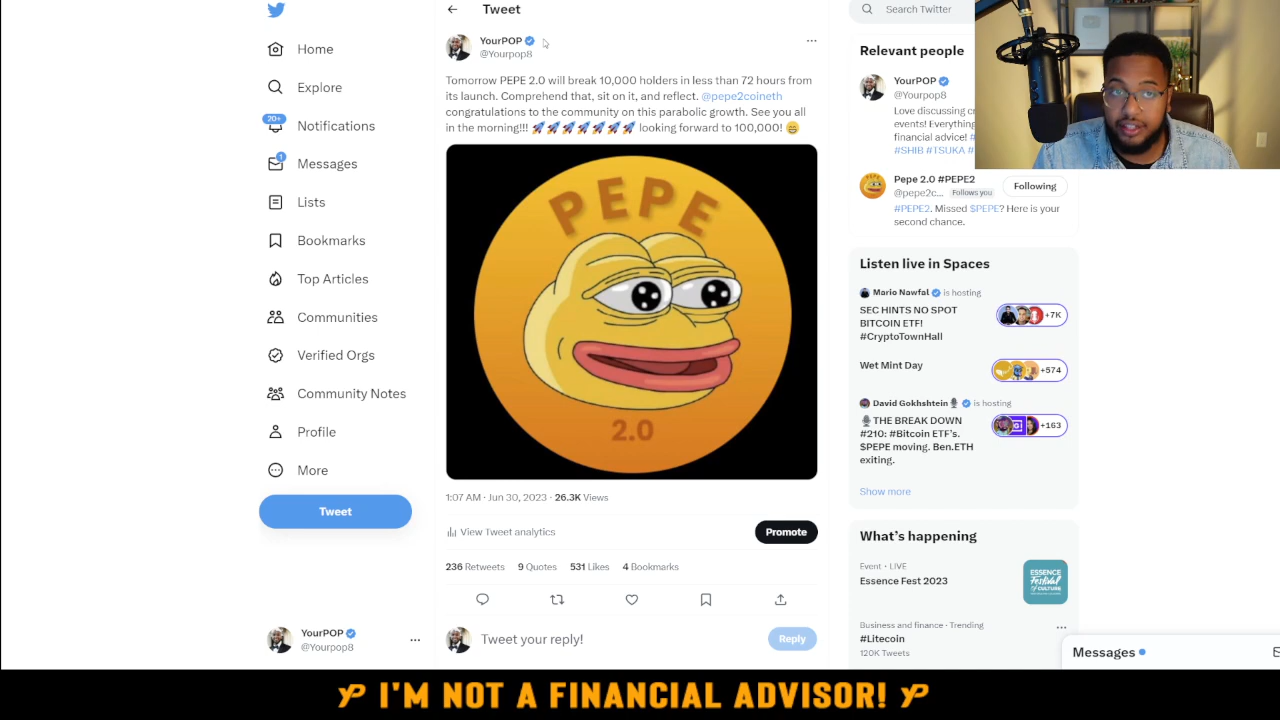 Home
Explore
20+
Notifications
1
Messages
Lists
Bookmarks
Top Articles
Communities
Verified Orgs
Community Notes
Profile
More
Tweet
YourPOP
@Yourpop8
Tweet
YourPOP
@Yourpop8
Tomorrow PEPE 2.0 will break 10,000 holders in less than 72 hours from
its launch. Comprehend that, sit on it, and reflect. @pepe2coineth
congratulations to the community on this parabolic growth. See you all
in the morning!!! 🚀🚀🚀🚀🚀🚀🚀 looking forward to 100,000! 😁
PEPE
2.0
1:07 AM · Jun 30, 2023 · 26.3K Views
View Tweet analytics
Promote
236 Retweets 9 Quotes 531 Likes 4 Bookmarks
Tweet your reply!
Reply
Search Twitter
Relevant people
YourPOP
@Yourpop8
Love discussing c
events! Everythin
financial advice! #
#SHIB #TSUKA #
Pepe 2.0 #PEPE2
@pepe2c... Follows you
Following
#PEPE2. Missed $PEPE? Here is your
second chance.
Listen live in Spaces
Mario Nawfal is hosting
SEC HINTS NO SPOT
BITCOIN ETF!
#CryptoTownHall
+7K
Wet Mint Day
+574
David Gokhshtein🎙 is hosting
🎙THE BREAK DOWN
#210: #Bitcoin ETF's.
$PEPE moving. Ben.ETH
exiting.
+163
Show more
What's happening
Event · LIVE
Essence Fest 2023
ESSENCE
Festival
OF CULTURE
Business and finance · Trending
#Litecoin
120K Tweets
Messages
I'M NOT A FINANCIAL ADVISOR!